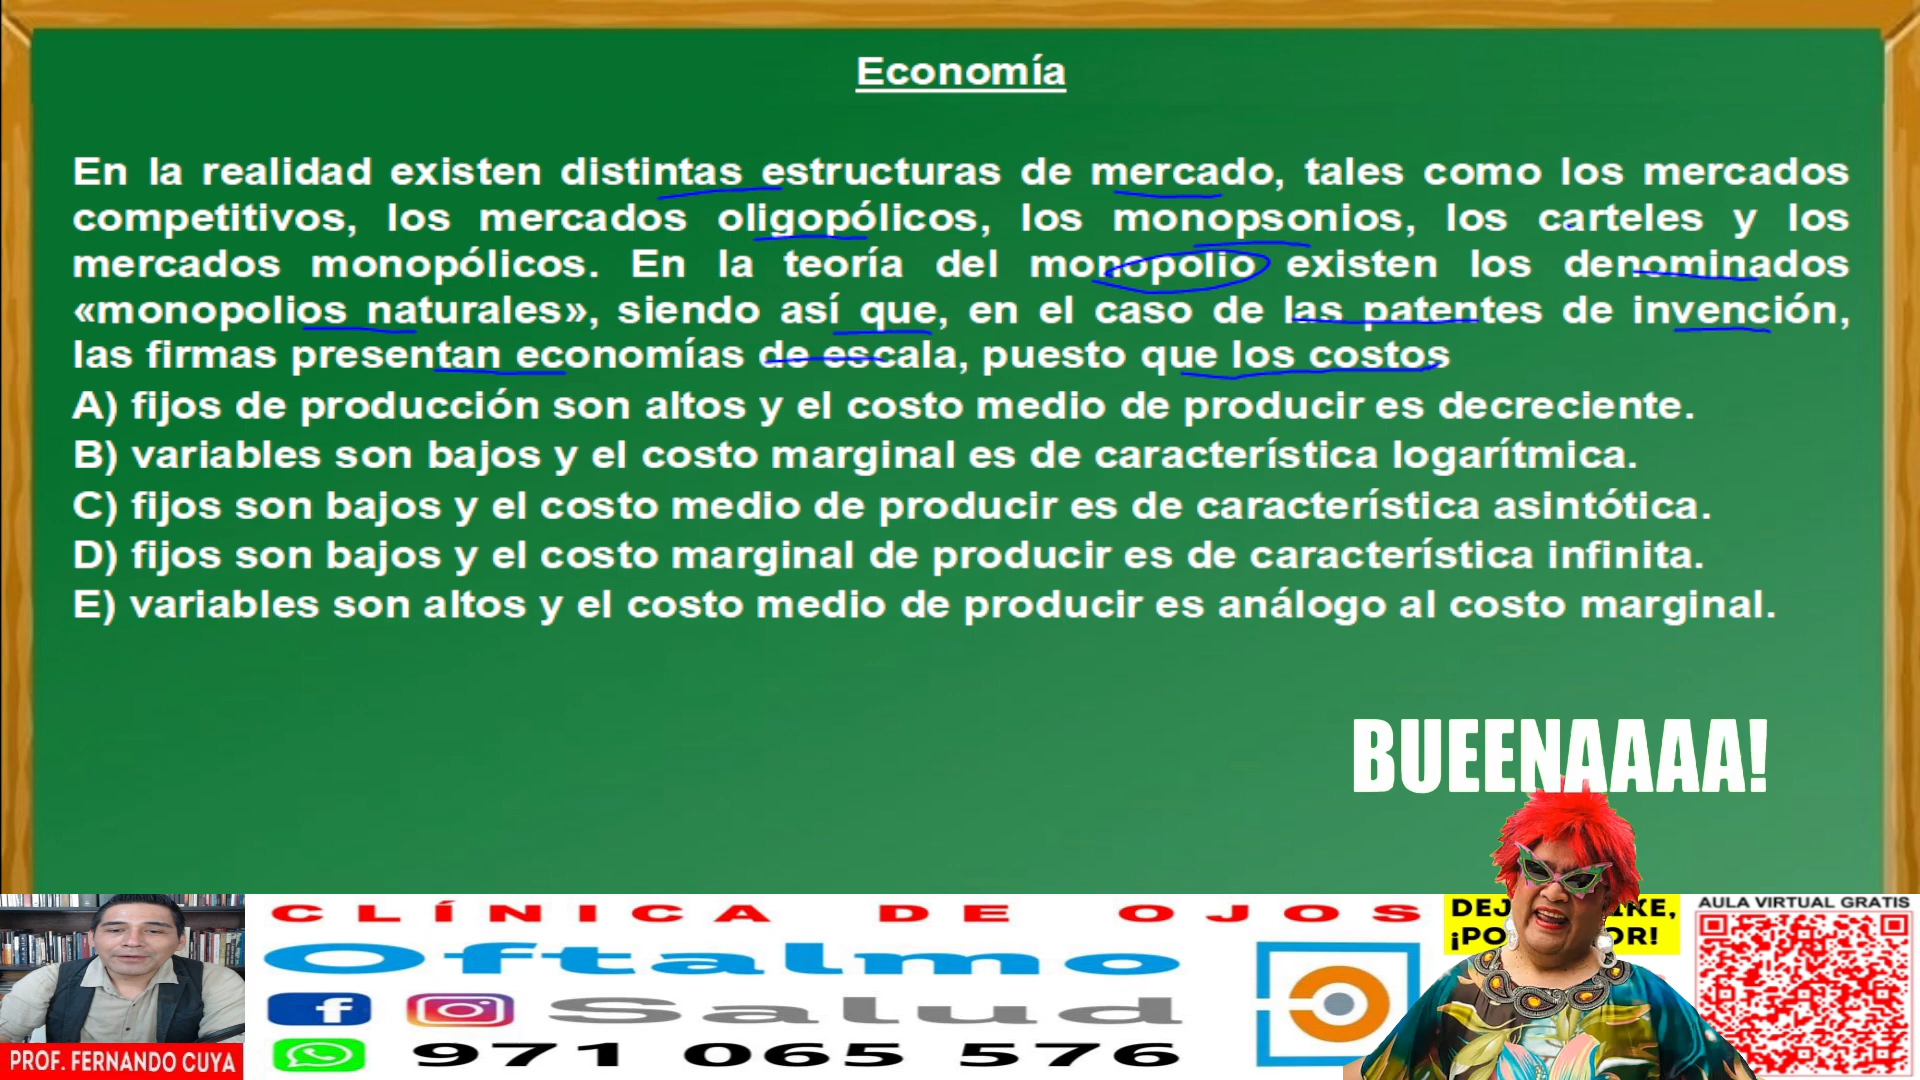 Economía
En la realidad existen distintas estructuras de mercado, tales como los mercados
competitivos, los mercados oligopólicos, los monopsonios, los carteles y los
mercados monopólicos. En la teoría del monopolio existen los denominados
«monopolios naturales», siendo así que, en el caso de las patentes de invención,
las firmas presentan economías de escala, puesto que los costos
A) fijos de producción son altos y el costo medio de producir es decreciente.
B) variables son bajos y el costo marginal es de característica logarítmica.
C) fijos son bajos y el costo medio de producir es de característica asintótica.
D) fijos son bajos y el costo marginal de producir es de característica infinita.
E) variables son altos y el costo medio de producir es análogo al costo marginal.
BUEENAAAA!
CLÍNICA DE OJOS
Oftalmo
Salud
971 065 576
PROF. FERNANDO CUYA
AULA VIRTUAL GRATIS